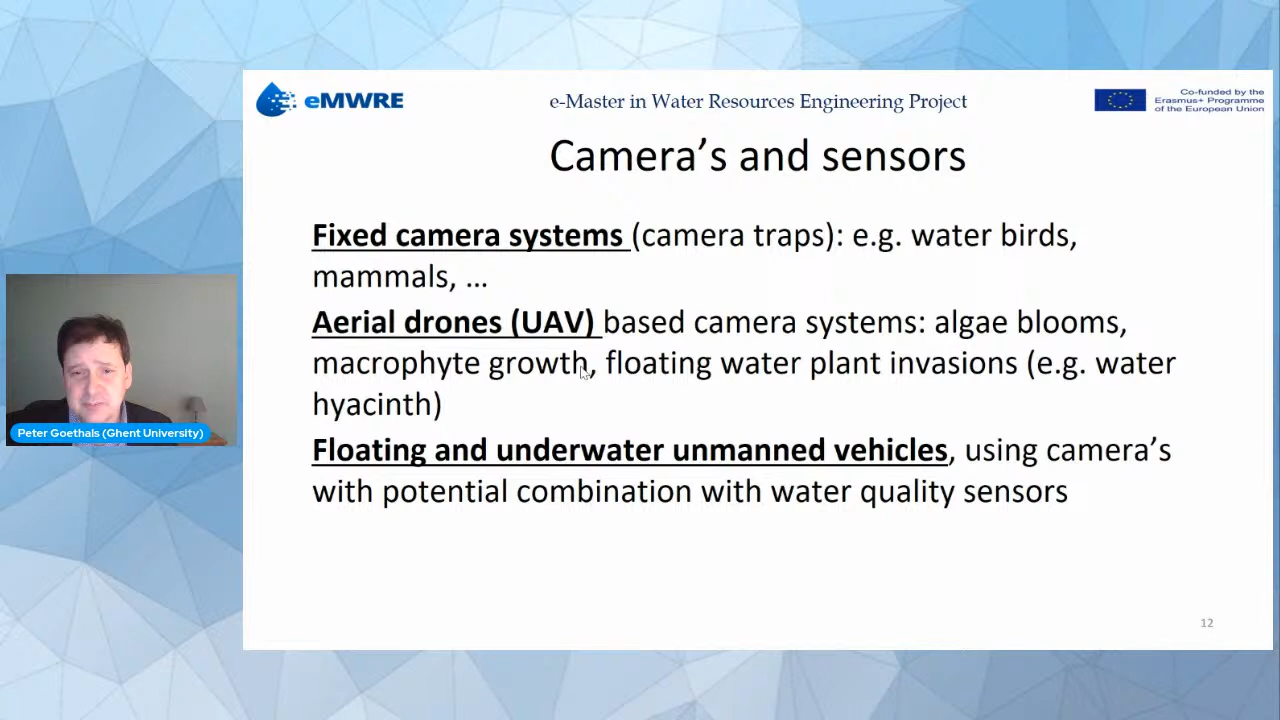 eMWRE
e-Master in Water Resources Engineering Project
Co-funded by the
Erasmus+ Programme
of the European Union
Camera’s and sensors
Fixed camera systems (camera traps): e.g. water birds,
mammals, …
Aerial drones (UAV) based camera systems: algae blooms,
macrophyte growth, floating water plant invasions (e.g. water
hyacinth)
Floating and underwater unmanned vehicles, using camera’s
with potential combination with water quality sensors
Peter Goethals (Ghent University)
12